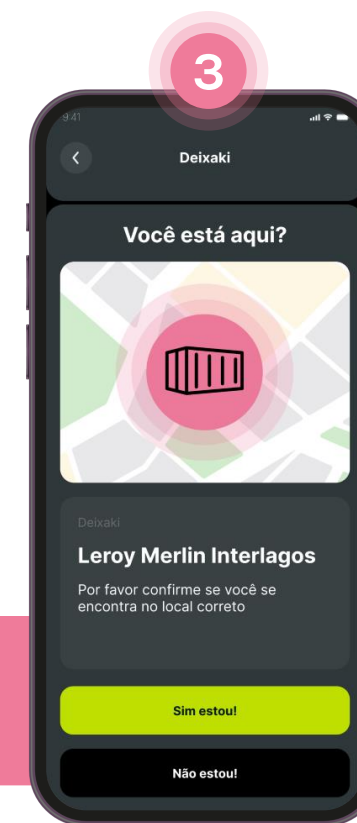 3
9:41
Deixaki
Você está aqui?
Deixaki
Leroy Merlin Interlagos
Por favor confirme se você se
encontra no local correto
Sim estou!
Não estou!